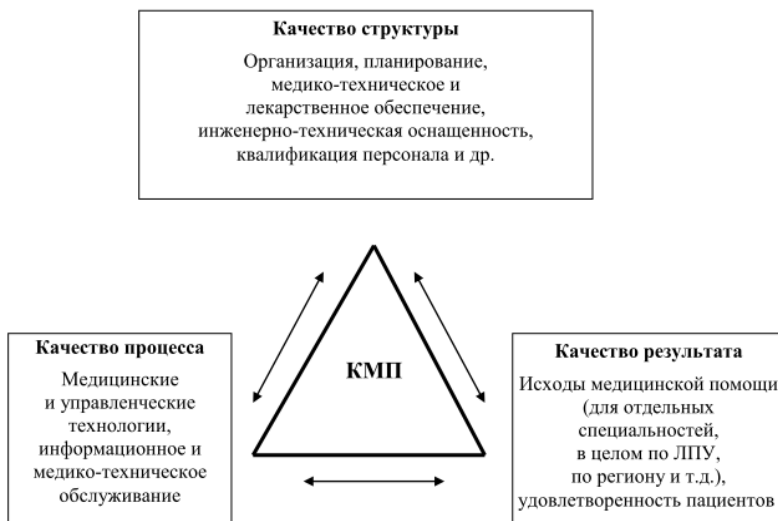 Качество структуры
Организация, планирование,
медико-техническое и
лекарственное обеспечение,
инженерно-техническая оснащенность,
квалификация персонала и др.
КМП
Качество процесса
Медицинские
и управленческие
технологии,
информационное и
медико-техническое
обслуживание
Качество результата
Исходы медицинской помощи
(для отдельных
специальностей,
в целом по ЛПУ,
по региону и т.д.),
удовлетворенность пациентов